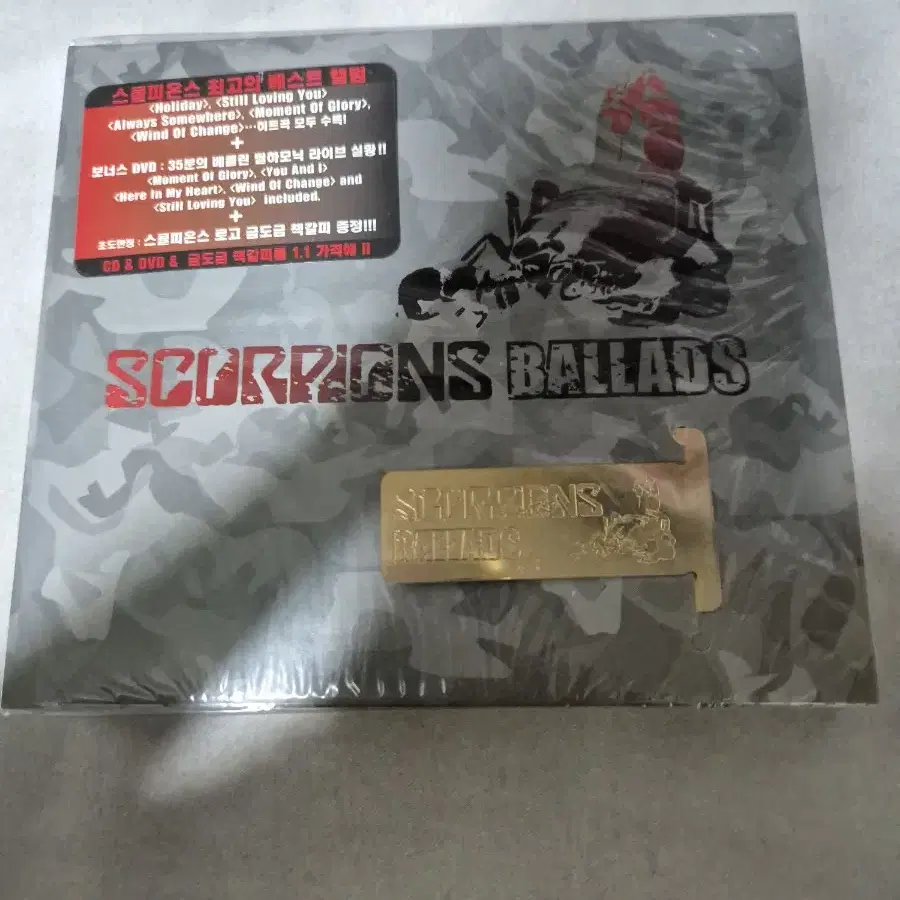 스콜피온스 최고의 베스트 앨범
<Holiday>, <Still Loving You>
<Always Somewhere>, <Moment Of Glory>,
<Wind Of Change>...히트곡 모두 수록!
+
보너스 DVD : 35분의 베를린 필하모닉 라이브 실황!!
<Moment Of Glory>, <You And I>
<Here In My Heart>, <Wind Of Change> and
<Still Loving You> included.
+
초도한정 : 스콜피온스 로고 금도금 책갈피 증정!!!
CD & DVD & 금도금 책갈피를 1.1 가격에 !!
SCORPIONS BALLADS
SCORPIONS
BALLADS